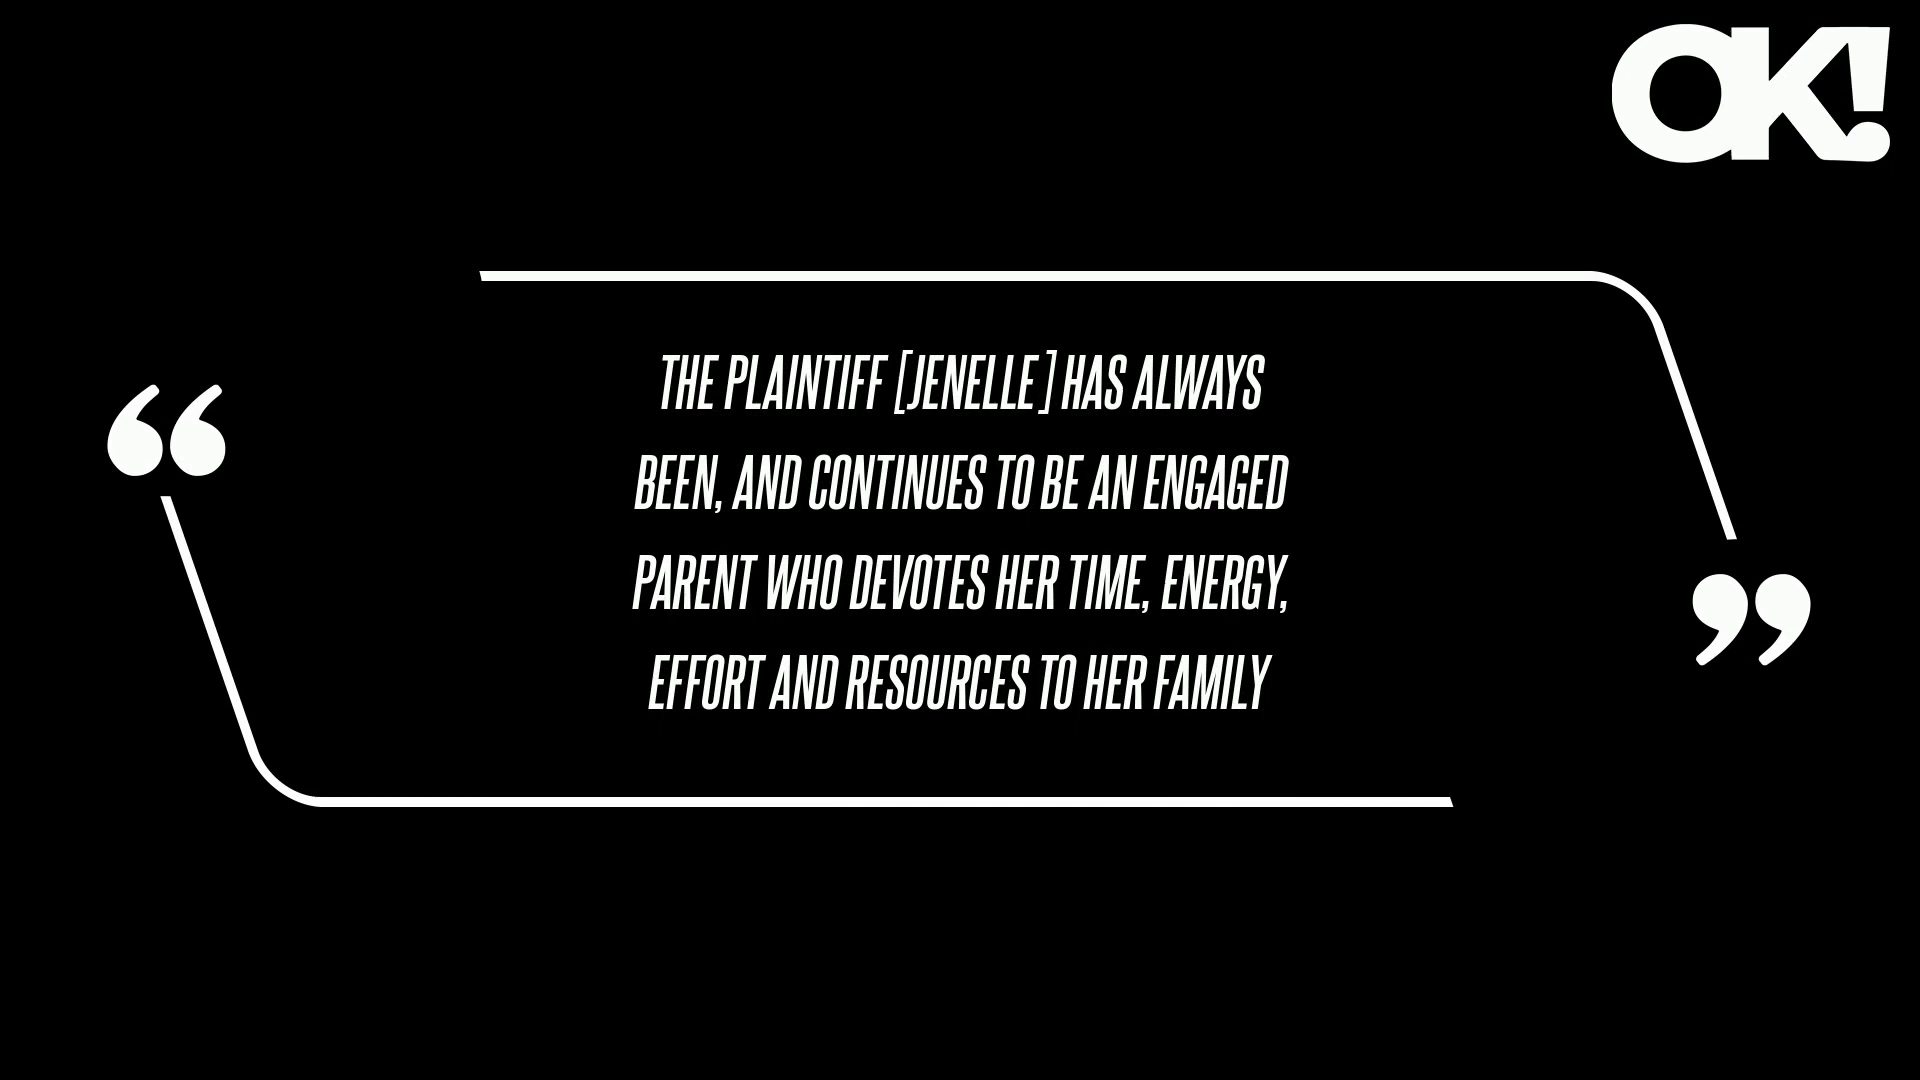 OK!
“
THE PLAINTIFF [JENELLE] HAS ALWAYS
BEEN, AND CONTINUES TO BE AN ENGAGED
PARENT WHO DEVOTES HER TIME, ENERGY,
EFFORT AND RESOURCES TO HER FAMILY
”